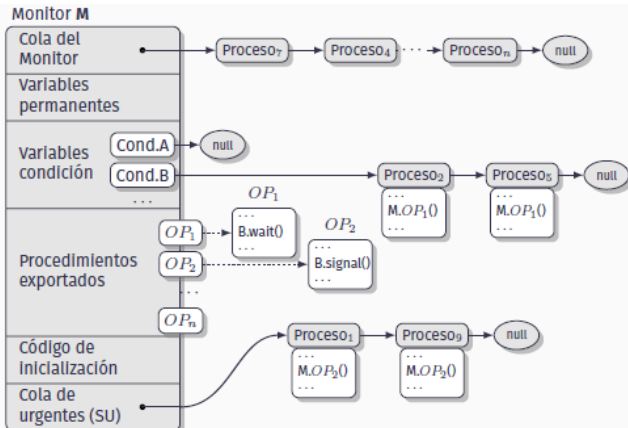 Monitor M
Cola del
Monitor
Proceso₇
Proceso₄
...
Procesoₙ
null
Variables
permanentes
Variables
condición
Cond.A
null
Cond.B
...
Proceso₂
Proceso₅
null
...
M.OP₁()
...
...
M.OP₁()
...
Procedimientos
exportados
OP₁
OP₁
...
B.wait()
...
OP₂
OP₂
...
B.signal()
...
...
OPₙ
Código de
Inicialización
Cola de
urgentes (SU)
Proceso₁
Proceso₉
null
...
M.OP₂()
...
...
M.OP₂()
...